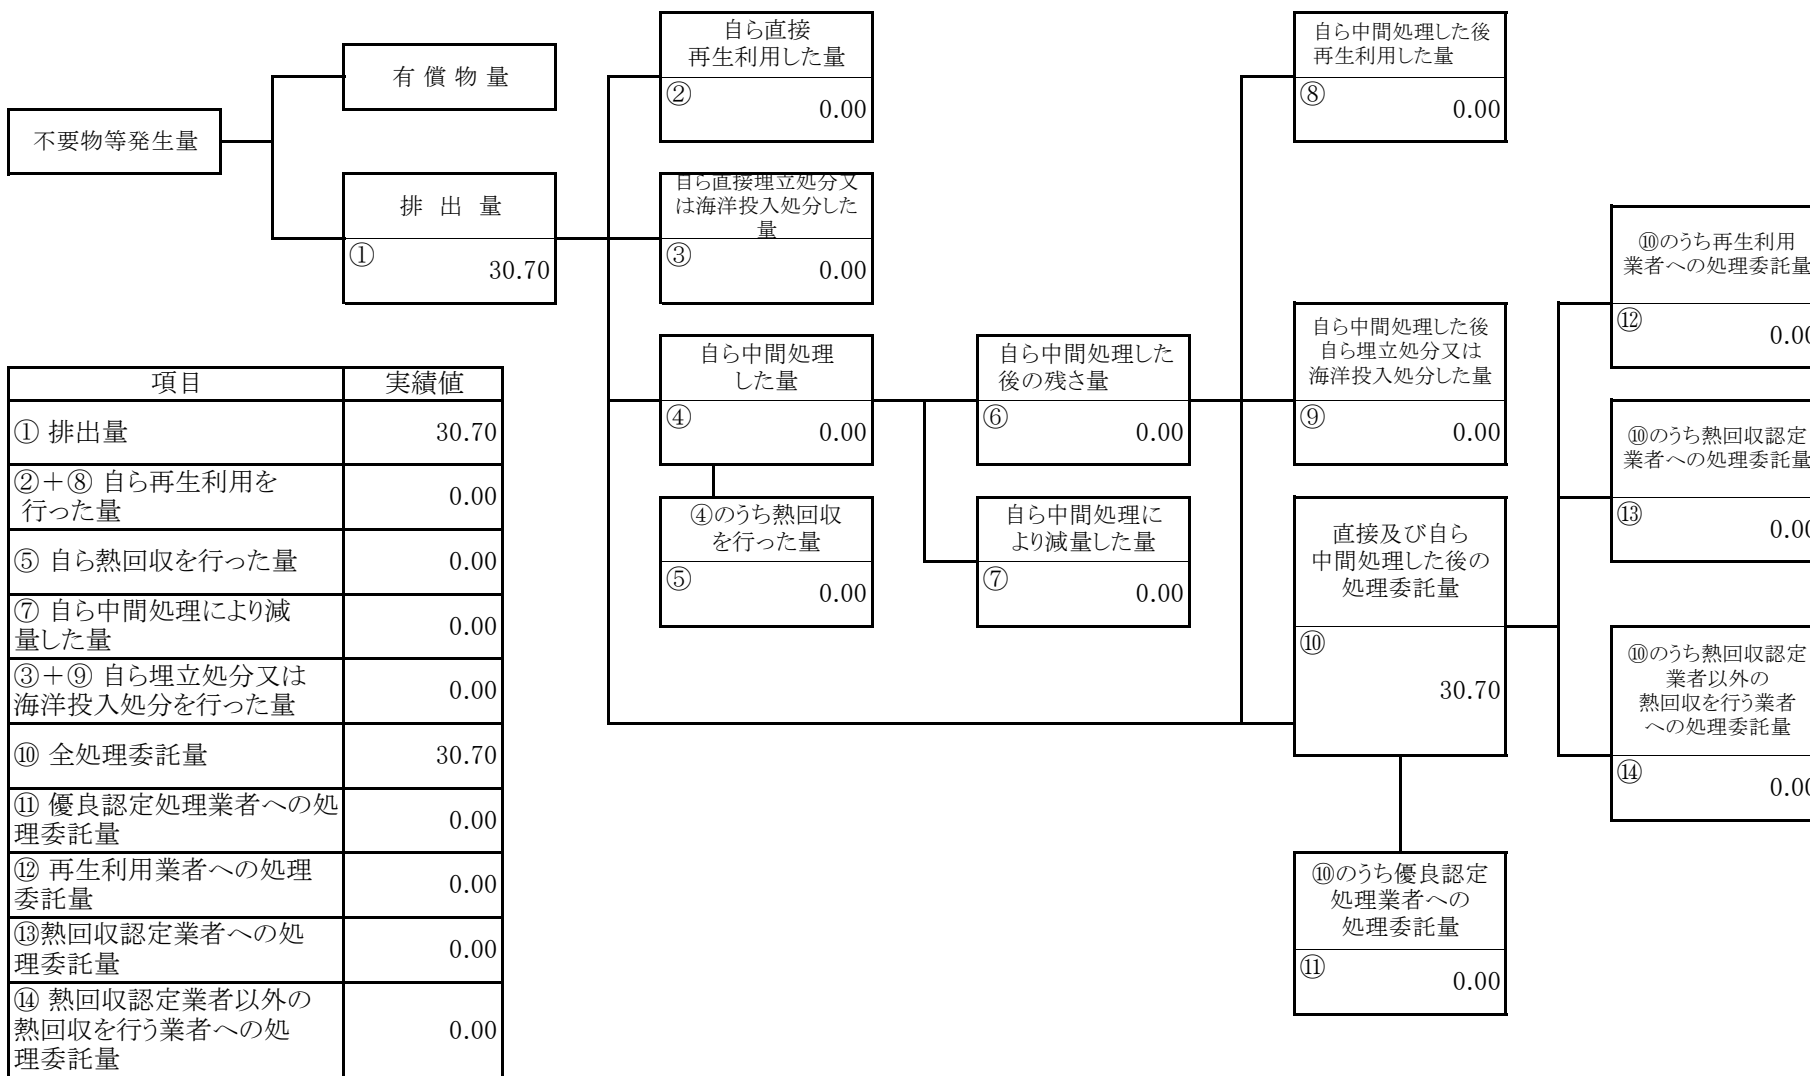 不要物等発生量
有 償 物 量
排 出 量
①
30.70
自ら直接
再生利用した量
②
0.00
自ら直接埋立処分又
は海洋投入処分した
量
③
0.00
自ら中間処理
した量
④
0.00
④のうち熱回収
を行った量
⑤
0.00
自ら中間処理した
後の残さ量
⑥
0.00
自ら中間処理に
より減量した量
⑦
0.00
自ら中間処理した後
再生利用した量
⑧
0.00
自ら中間処理した後
自ら埋立処分又は
海洋投入処分した量
⑨
0.00
直接及び自ら
中間処理した後の
処理委託量
⑩
30.70
⑩のうち優良認定
処理業者への
処理委託量
⑪
0.00
⑩のうち再生利用
業者への処理委託量
⑫
0.00
⑩のうち熱回収認定
業者への処理委託量
⑬
0.00
⑩のうち熱回収認定
業者以外の
熱回収を行う業者
への処理委託量
⑭
0.00
項目 実績値
① 排出量 30.70
②＋⑧ 自ら再生利用を
行った量 0.00
⑤ 自ら熱回収を行った量 0.00
⑦ 自ら中間処理により減
量した量 0.00
③＋⑨ 自ら埋立処分又は
海洋投入処分を行った量 0.00
⑩ 全処理委託量 30.70
⑪ 優良認定処理業者への処
理委託量 0.00
⑫ 再生利用業者への処理
委託量 0.00
⑬熱回収認定業者への処
理委託量 0.00
⑭ 熱回収認定業者以外の
熱回収を行う業者への処
理委託量 0.00